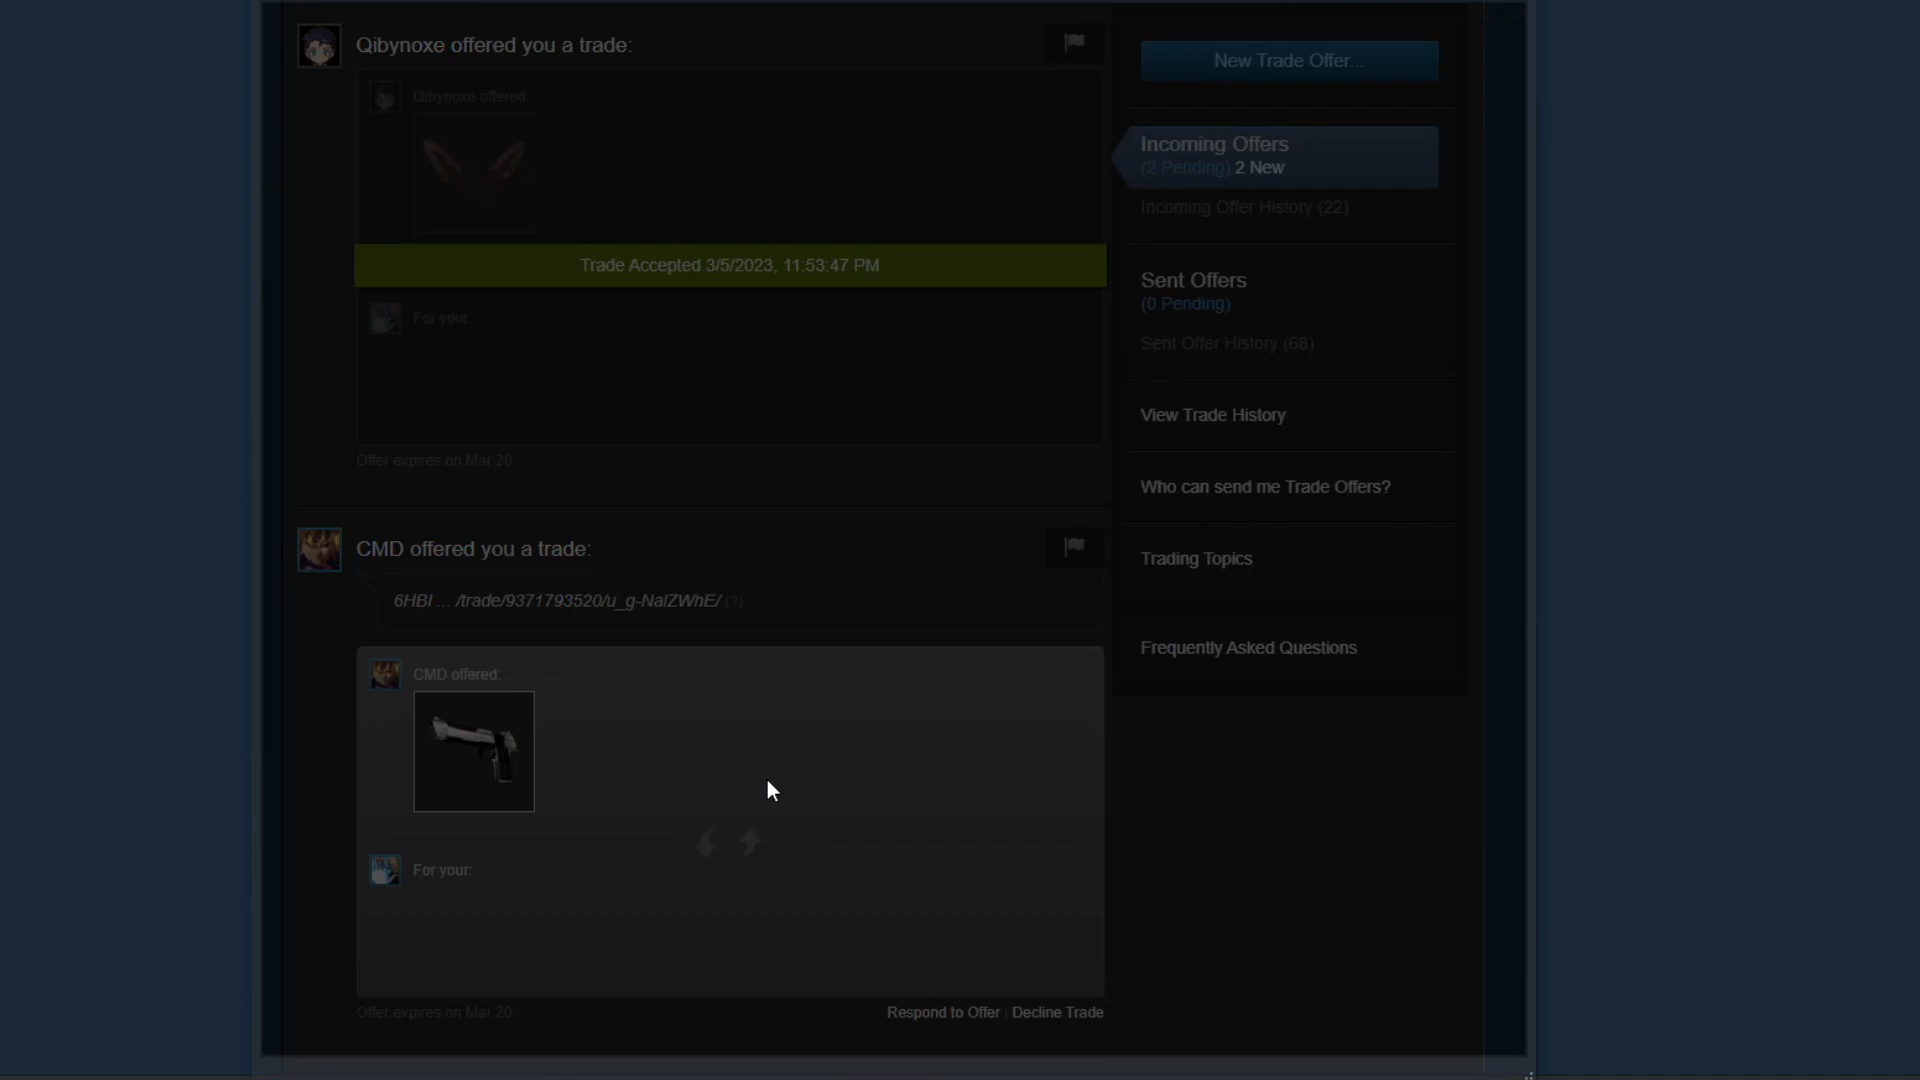 Qibynoxe offered you a trade:
Qibynoxe offered:
Trade Accepted 3/5/2023, 11:53:47 PM
For your:
Offer expires on Mar 20
CMD offered you a trade:
6HBI ... /trade/9371793520/u_g-NalZWhE/ (?)
CMD offered:
For your:
Offer expires on Mar 20
Respond to Offer | Decline Trade
New Trade Offer...
Incoming Offers
(2 Pending) 2 New
Incoming Offer History (22)
Sent Offers
(0 Pending)
Sent Offer History (68)
View Trade History
Who can send me Trade Offers?
Trading Topics
Frequently Asked Questions